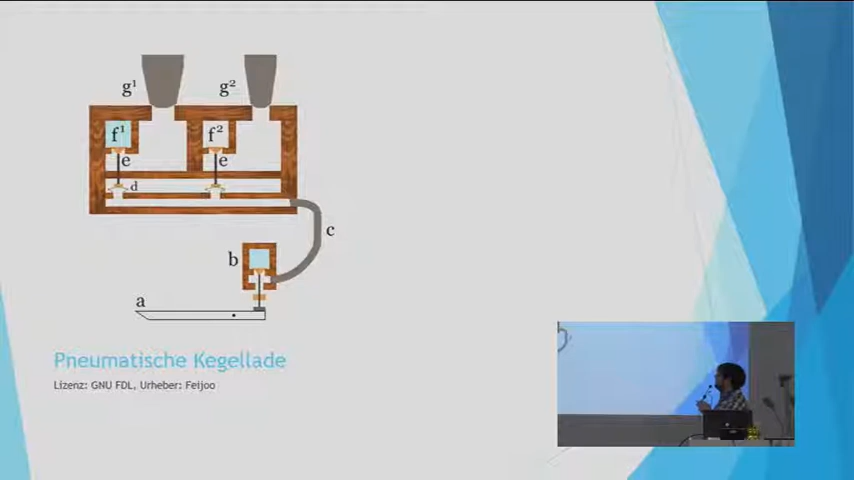 g¹ g²
f¹ f²
e e
d
c
b
a
Pneumatische Kegellade
Lizenz: GNU FDL, Urheber: Feijoo